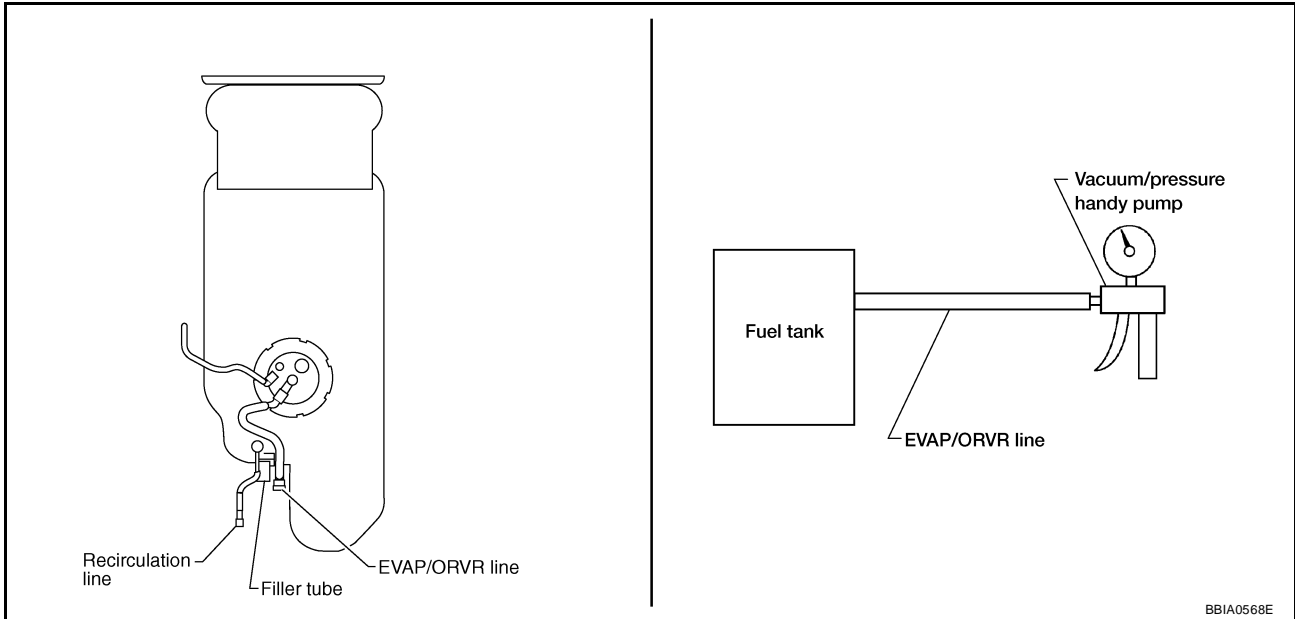 Recirculation
line
Filler tube
EVAP/ORVR line
Vacuum/pressure
handy pump
Fuel tank
EVAP/ORVR line
BBIA0568E